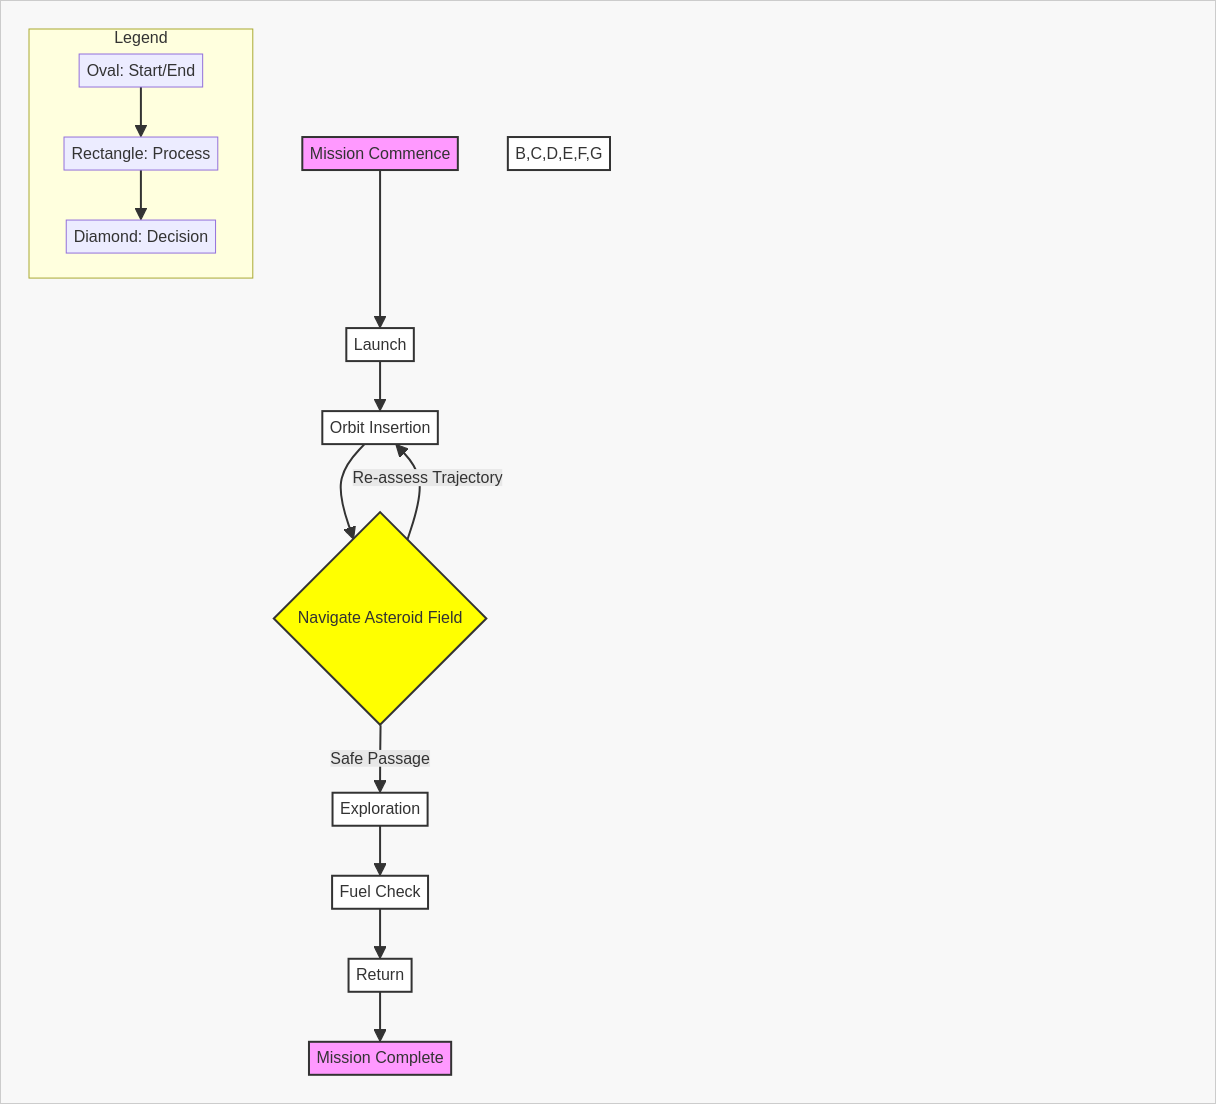 Legend
Oval: Start/End
Rectangle: Process
Diamond: Decision
Mission Commence
B,C,D,E,F,G
Launch
Orbit Insertion
Re-assess Trajectory
Navigate Asteroid Field
Safe Passage
Exploration
Fuel Check
Return
Mission Complete